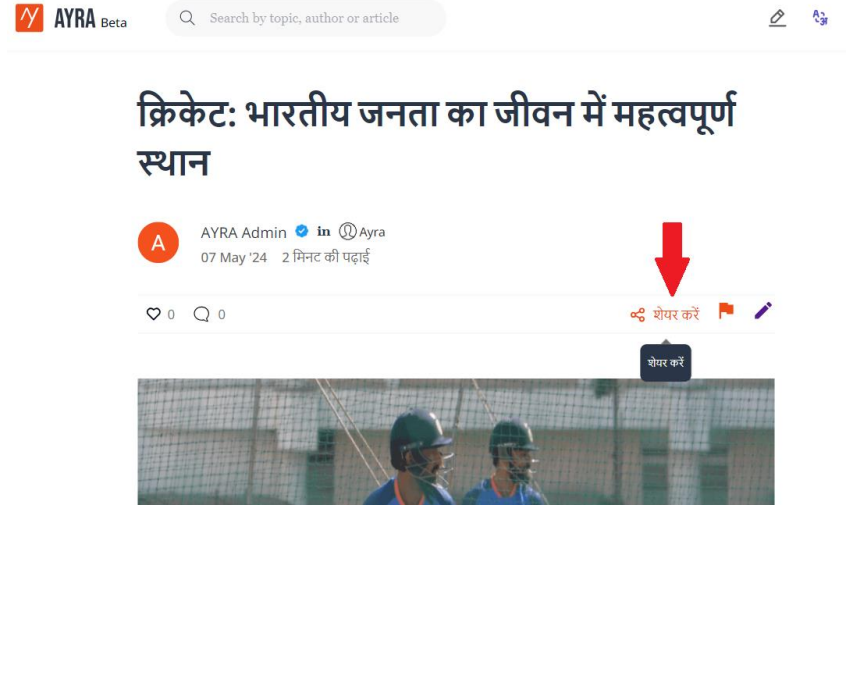 AYRA Beta
Search by topic, author or article
क्रिकेट: भारतीय जनता का जीवन में महत्वपूर्ण
स्थान
A
AYRA Admin in Ayra
07 May '24 2 मिनट की पढ़ाई
0 0 शेयर करें
शेयर करें